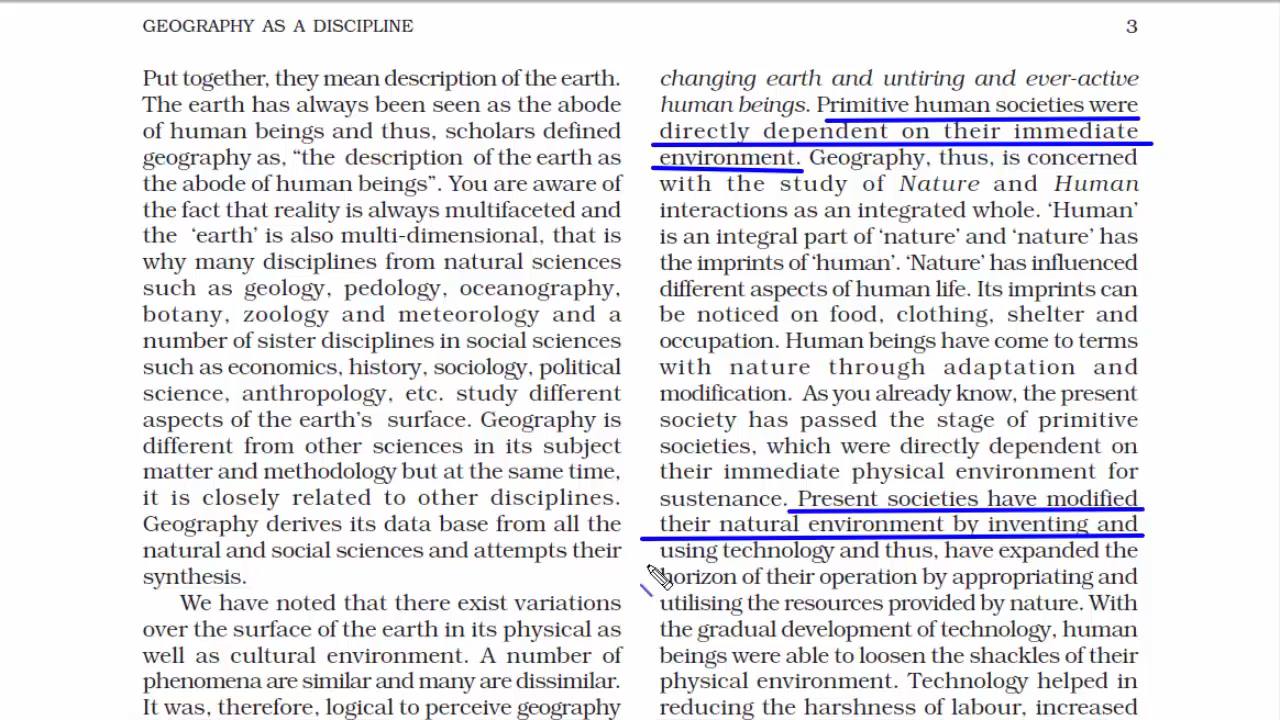 GEOGRAPHY AS A DISCIPLINE
3
Put together, they mean description of the earth.
The earth has always been seen as the abode
of human beings and thus, scholars defined
geography as, “the description of the earth as
the abode of human beings”. You are aware of
the fact that reality is always multifaceted and
the ‘earth’ is also multi-dimensional, that is
why many disciplines from natural sciences
such as geology, pedology, oceanography,
botany, zoology and meteorology and a
number of sister disciplines in social sciences
such as economics, history, sociology, political
science, anthropology, etc. study different
aspects of the earth’s surface. Geography is
different from other sciences in its subject
matter and methodology but at the same time,
it is closely related to other disciplines.
Geography derives its data base from all the
natural and social sciences and attempts their
synthesis.
We have noted that there exist variations
over the surface of the earth in its physical as
well as cultural environment. A number of
phenomena are similar and many are dissimilar.
It was, therefore, logical to perceive geography
changing earth and untiring and ever-active
human beings. Primitive human societies were
directly dependent on their immediate
environment. Geography, thus, is concerned
with the study of Nature and Human
interactions as an integrated whole. ‘Human’
is an integral part of ‘nature’ and ‘nature’ has
the imprints of ‘human’. ‘Nature’ has influenced
different aspects of human life. Its imprints can
be noticed on food, clothing, shelter and
occupation. Human beings have come to terms
with nature through adaptation and
modification. As you already know, the present
society has passed the stage of primitive
societies, which were directly dependent on
their immediate physical environment for
sustenance. Present societies have modified
their natural environment by inventing and
using technology and thus, have expanded the
horizon of their operation by appropriating and
utilising the resources provided by nature. With
the gradual development of technology, human
beings were able to loosen the shackles of their
physical environment. Technology helped in
reducing the harshness of labour, increased